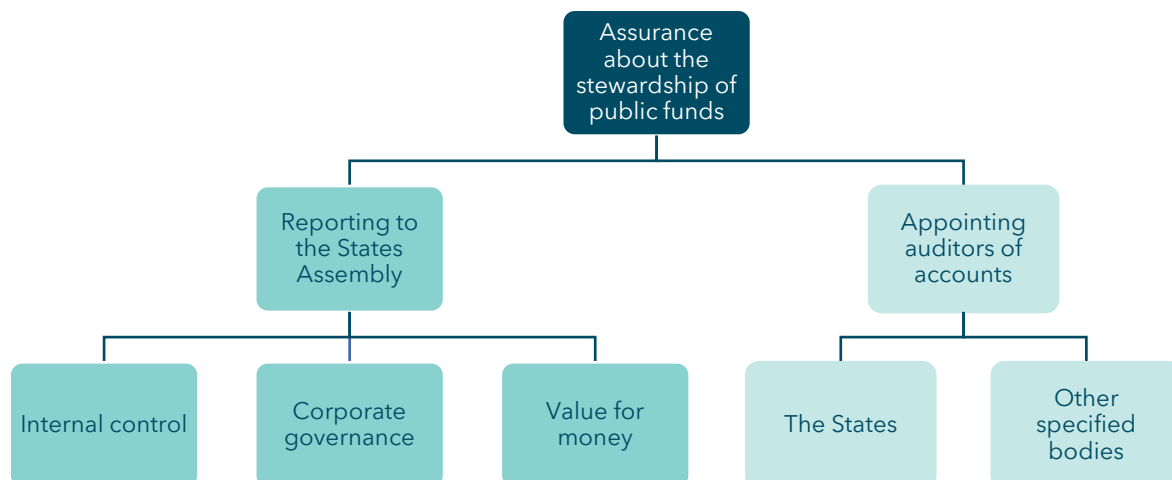 Assurance
about the
stewardship of
public funds
Reporting to
the States
Assembly
Appointing
auditors of
accounts
Internal control
Corporate
governance
Value for
money
The States
Other
specified
bodies